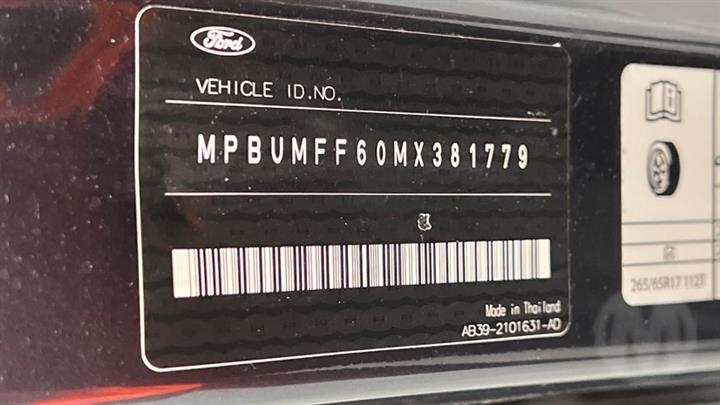 Ford
VEHICLE ID.NO.
MPBUMFF60MX381779
Made in Thailand
AB39-2101631-AD
265/65R17 112T